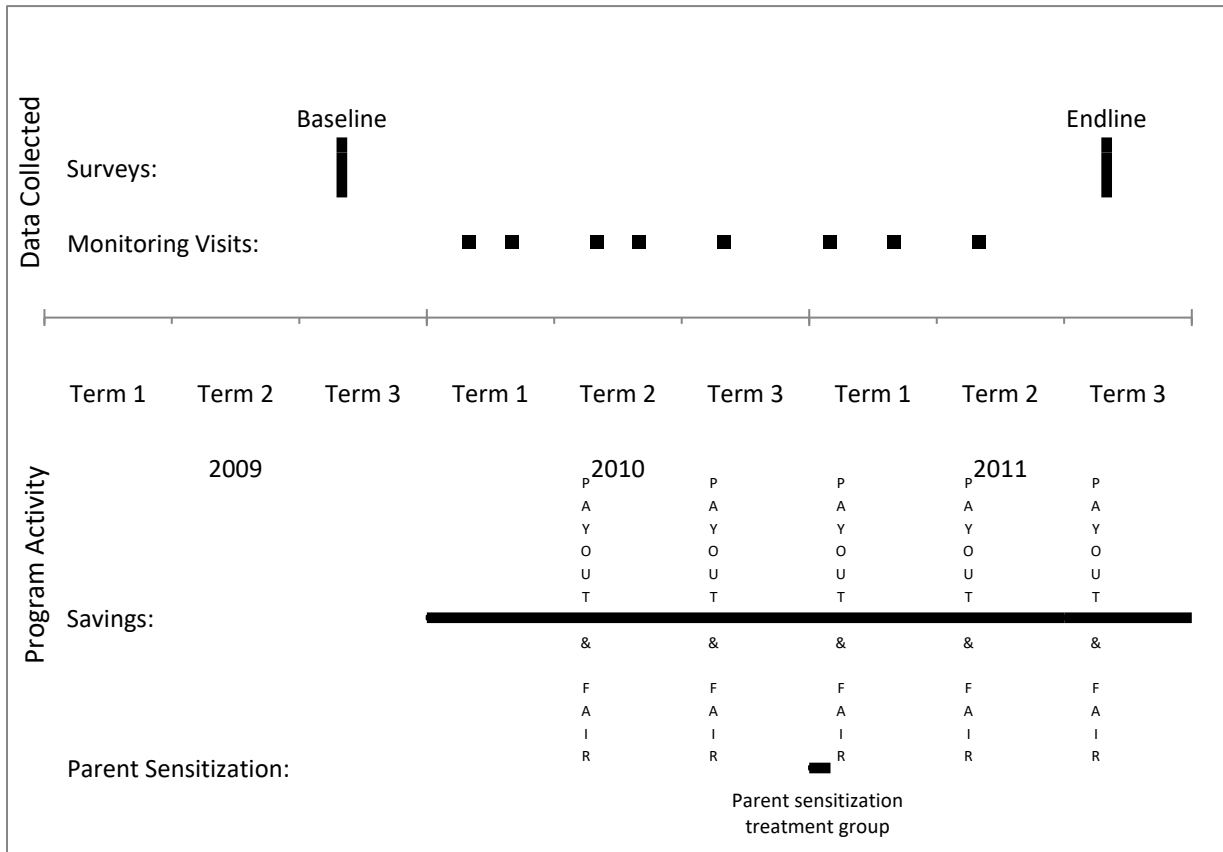 Data Collected
Baseline
Endline
Surveys:
Monitoring Visits:
Term 1 Term 2 Term 3 Term 1 Term 2 Term 3 Term 1 Term 2 Term 3
2009 2010 2011
Program Activity
PAYOUT & FAIR
PAYOUT & FAIR
PAYOUT & FAIR
PAYOUT & FAIR
PAYOUT & FAIR
Savings:
Parent Sensitization:
Parent sensitization
treatment group